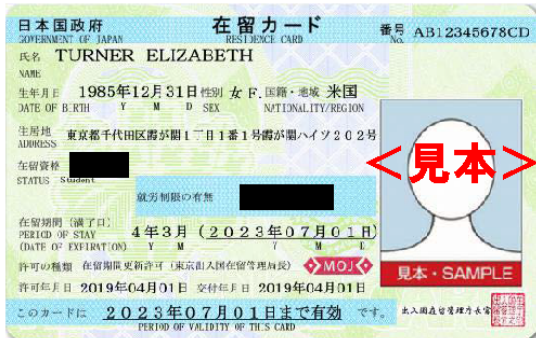 日本国政府 在留カード 番号 AB12345678CD
GOVERNMENT OF JAPAN RESIDENCE CARD No.
氏名 TURNER ELIZABETH
NAME
生年月日 1985年12月31日 性別 女 F. 国籍・地域 米国
DATE OF BIRTH Y M D SEX NATIONALITY/REGION
住居地 東京都千代田区霞が関1丁目1番1号霞が関ハイツ202号
ADDRESS
<見本>
在留資格
STATUS Student
就労制限の有無
在留期間(満了日) 4年3月(2023年07月01日)
PERIOD OF STAY
(DATE OF EXPIRATION) Y M Y M D
許可の種類 在留期間更新許可(東京出入国在留管理局長) MOJ
見本・SAMPLE
許可年月日 2019年04月01日 交付年月日 2019年04月01日
このカードは 2023年07月01日まで有効 です。
PERIOD OF VALIDITY OF THIS CARD
出入国在留管理庁長官